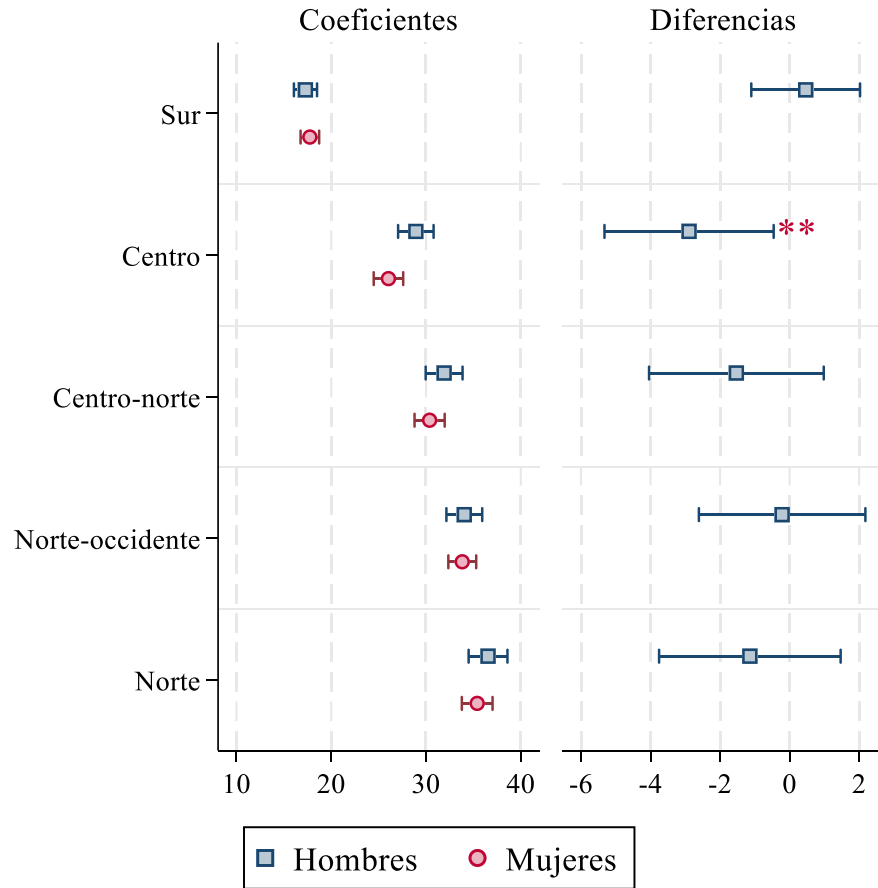 Coeficientes Diferencias
Sur
**
Centro
Centro-norte
Norte-occidente
Norte
10 20 30 40 -6 -4 -2 0 2
Hombres Mujeres